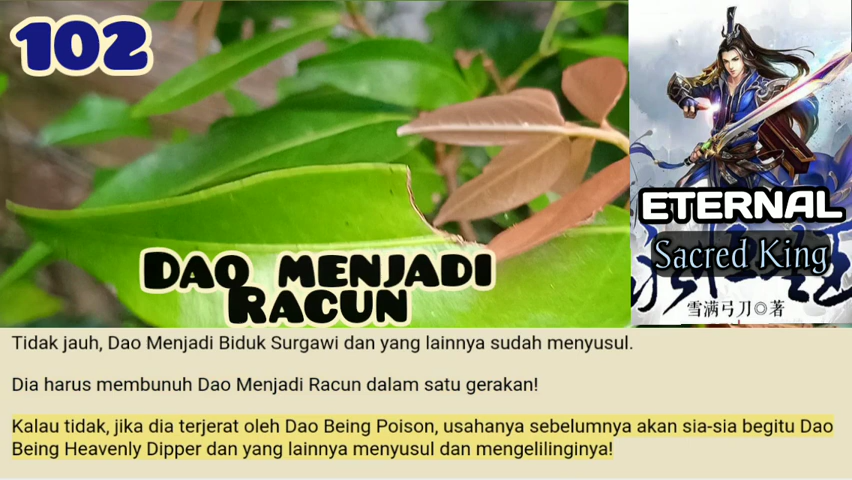 102
DAO MENJADI
RACUN
ETERNAL
Sacred King
雪满弓刀◎著
Tidak jauh, Dao Menjadi Biduk Surgawi dan yang lainnya sudah menyusul.
Dia harus membunuh Dao Menjadi Racun dalam satu gerakan!
Kalau tidak, jika dia terjerat oleh Dao Being Poison, usahanya sebelumnya akan sia-sia begitu Dao
Being Heavenly Dipper dan yang lainnya menyusul dan mengelilinginya!